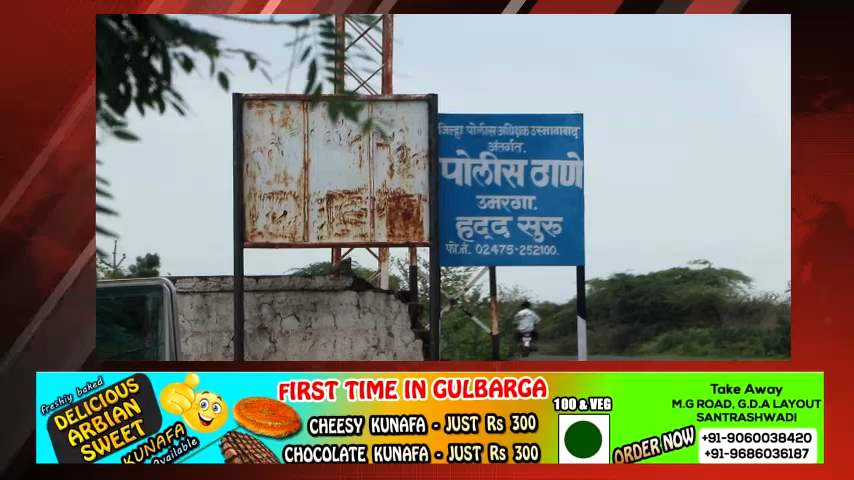 जिल्हा पोलीस अधिक्षक उस्मानाबाद
अंतर्गत.
पोलीस ठाणे
उमरगा.
हद्द सुरु
फो.नं. 02475-252100.
freshly baked
DELICIOUS
ARBIAN
SWEET
KUNAFA
available
FIRST TIME IN GULBARGA
CHEESY KUNAFA - JUST Rs 300
CHOCOLATE KUNAFA - JUST Rs 300
100 & VEG
ORDER NOW
Take Away
M.G ROAD, G.D.A LAYOUT
SANTRASHWADI
+91-9060038420
+91-9686036187